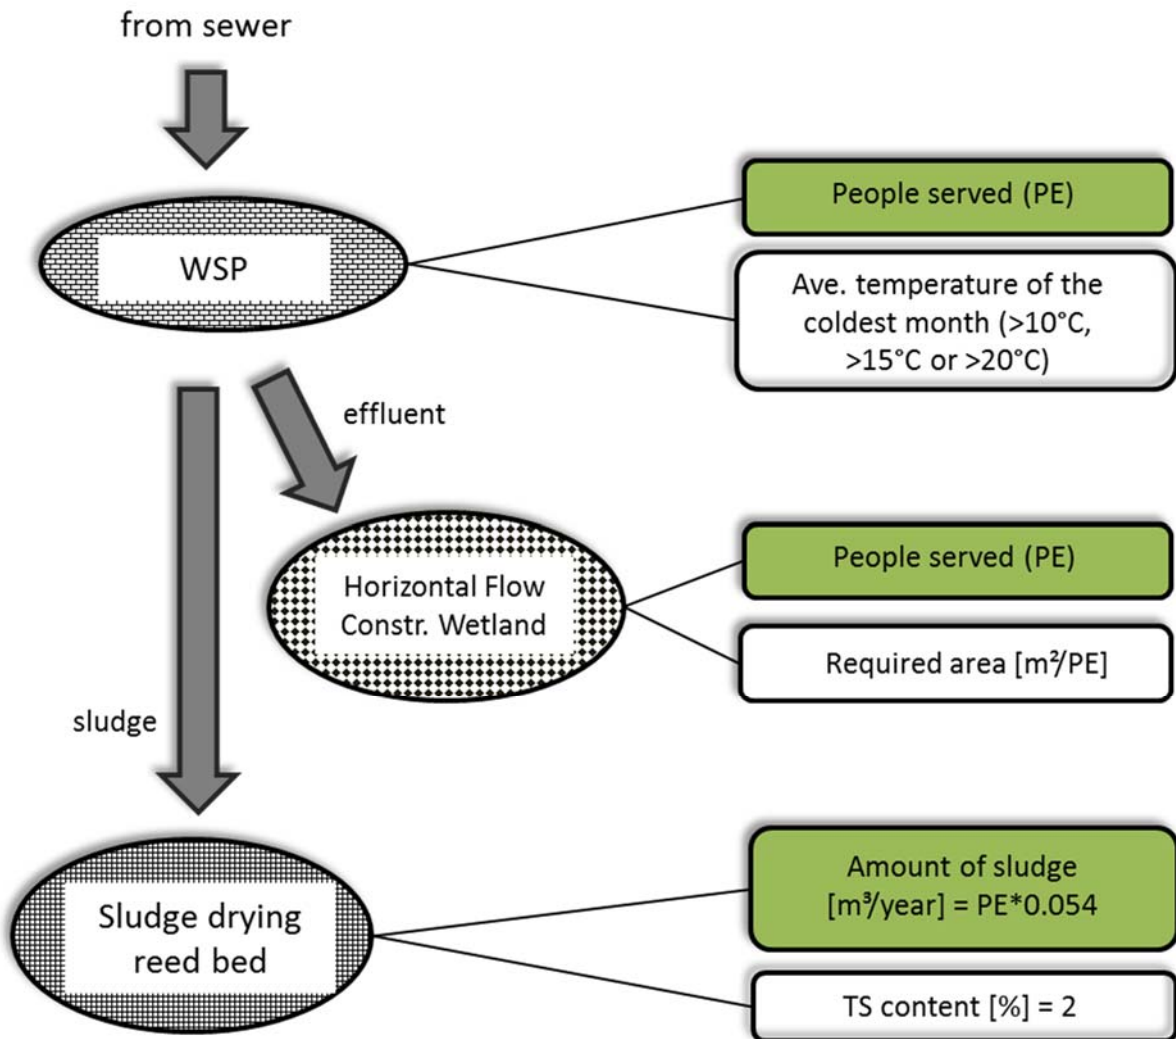 from sewer
WSP
People served (PE)
Ave. temperature of the
coldest month (>10°C,
>15°C or >20°C)
effluent
Horizontal Flow
Constr. Wetland
People served (PE)
Required area [m²/PE]
sludge
Sludge drying
reed bed
Amount of sludge
[m³/year] = PE*0.054
TS content [%] = 2